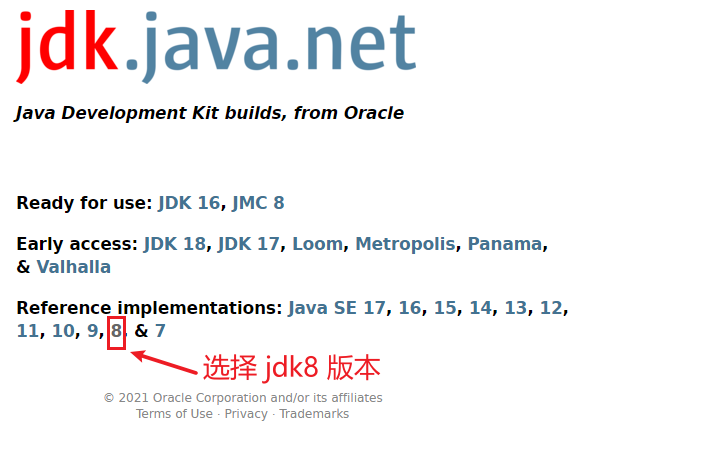 jdk.java.net
Java Development Kit builds, from Oracle
Ready for use: JDK 16, JMC 8
Early access: JDK 18, JDK 17, Loom, Metropolis, Panama,
& Valhalla
Reference implementations: Java SE 17, 16, 15, 14, 13, 12,
11, 10, 9, 8, & 7
选择 jdk8 版本
© 2021 Oracle Corporation and/or its affiliates
Terms of Use · Privacy · Trademarks